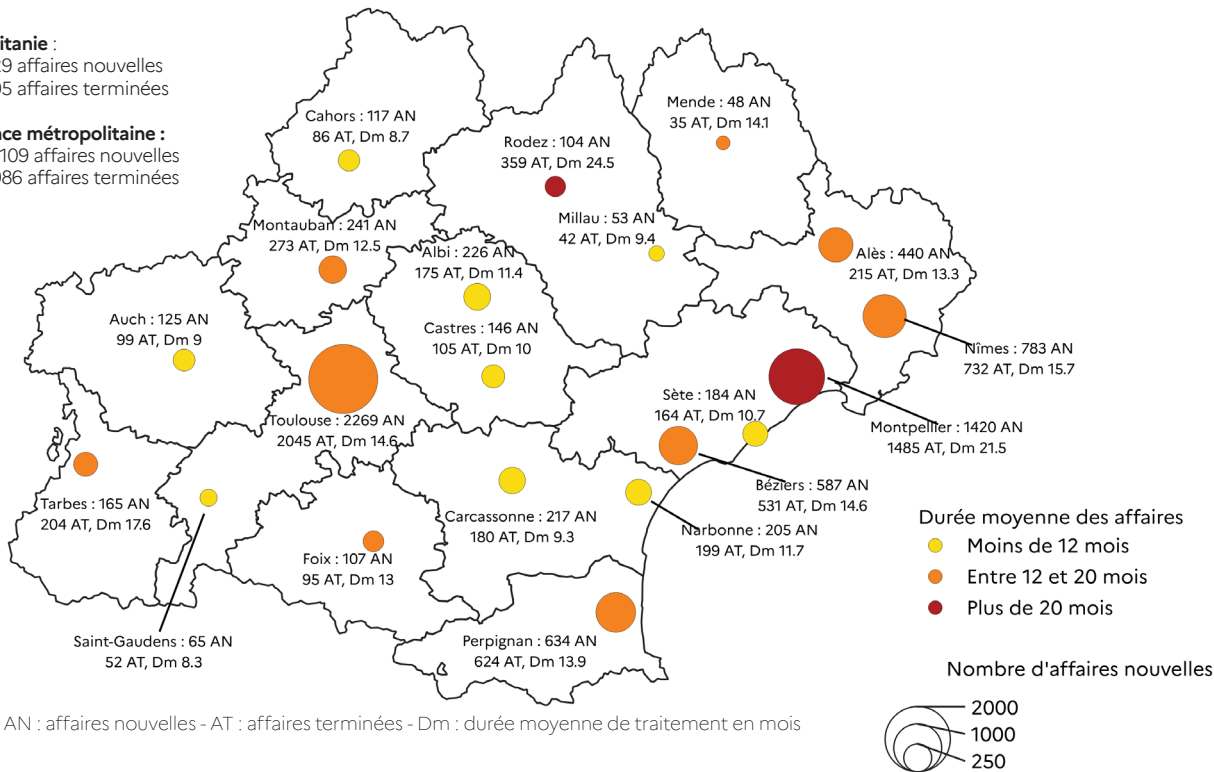 itanie :
29 affaires nouvelles
95 affaires terminées
nce métropolitaine :
109 affaires nouvelles
086 affaires terminées
Cahors : 117 AN
86 AT, Dm 8.7
Rodez : 104 AN
359 AT, Dm 24.5
Mende : 48 AN
35 AT, Dm 14.1
Millau : 53 AN
42 AT, Dm 9.4
Montauban : 241 AN
273 AT, Dm 12.5
Albi : 226 AN
175 AT, Dm 11.4
Alès : 440 AN
215 AT, Dm 13.3
Auch : 125 AN
99 AT, Dm 9
Castres : 146 AN
105 AT, Dm 10
Nîmes : 783 AN
732 AT, Dm 15.7
Toulouse : 2269 AN
2045 AT, Dm 14.6
Sète : 184 AN
164 AT, Dm 10.7
Montpellier : 1420 AN
1485 AT, Dm 21.5
Tarbes : 165 AN
204 AT, Dm 17.6
Béziers : 587 AN
531 AT, Dm 14.6
Carcassonne : 217 AN
180 AT, Dm 9.3
Narbonne : 205 AN
199 AT, Dm 11.7
Foix : 107 AN
95 AT, Dm 13
Saint-Gaudens : 65 AN
52 AT, Dm 8.3
Perpignan : 634 AN
624 AT, Dm 13.9
Durée moyenne des affaires
Moins de 12 mois
Entre 12 et 20 mois
Plus de 20 mois
Nombre d'affaires nouvelles
2000
1000
250
AN : affaires nouvelles - AT : affaires terminées - Dm : durée moyenne de traitement en mois